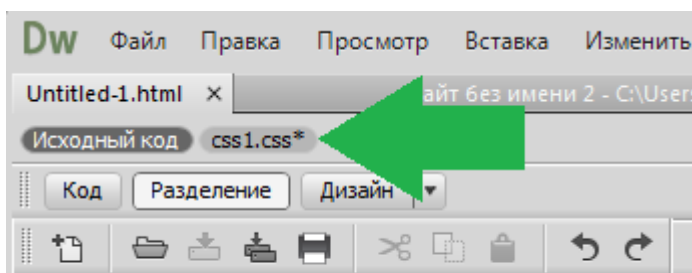 Dw Файл Правка Просмотр Вставка Изменить
Untitled-1.html × айт без имени 2 - C:\Users
Исходный код css1.css*
Код Разделение Дизайн